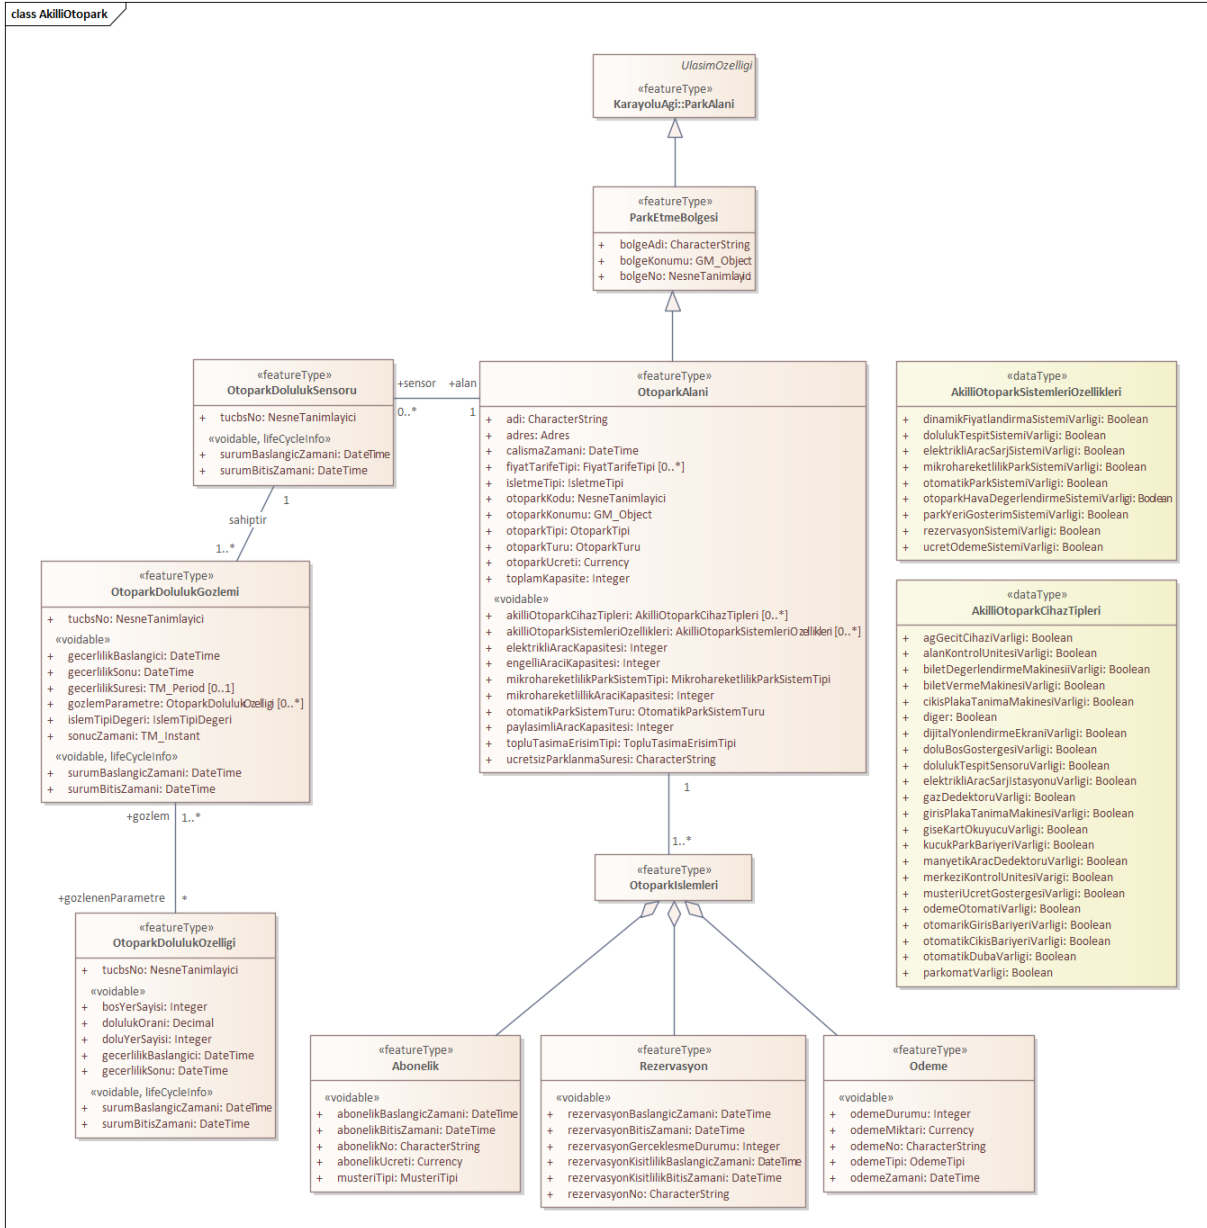 class AkilliOtopark
UlasimOzelligi
«featureType»
KarayoluAgi::ParkAlani
«featureType»
ParkEtmeBolgesi
+ bolgeAdi: CharacterString
+ bolgeKonumu: GM_Object
+ bolgeNo: NesneTanimlayici
«featureType»
OtoparkDolulukSensoru
+ tucbsNo: NesneTanimlayici
«voidable, lifeCycleInfo»
+ surumBaslangicZamani: DateTime
+ surumBitisZamani: DateTime
+sensor +alan
0..* 1
«featureType»
OtoparkAlani
+ adi: CharacterString
+ adres: Adres
+ calismaZamani: DateTime
+ fiyatTarifeTipi: FiyatTarifeTipi [0..*]
+ isletmeTipi: IsletmeTipi
+ otoparkKodu: NesneTanimlayici
+ otoparkKonumu: GM_Object
+ otoparkTipi: OtoparkTipi
+ otoparkTuru: OtoparkTuru
+ otoparkUcreti: Currency
+ toplamKapasite: Integer
«voidable»
+ akilliOtoparkCihazTipleri: AkilliOtoparkCihazTipleri [0..*]
+ akilliOtoparkSistemleriOzellikleri: AkilliOtoparkSistemleriOzellikleri [0..*]
+ elektrikliAracKapasitesi: Integer
+ engelliAraciKapasitesi: Integer
+ mikrohareketlilikParkSistemTipi: MikrohareketlilikParkSistemTipi
+ mikrohareketlillikAraciKapasitesi: Integer
+ otomatikParkSistemTuru: OtomatikParkSistemTuru
+ paylasimliAracKapasitesi: Integer
+ topluTasimaErisimTipi: TopluTasimaErisimTipi
+ ucretsizParklanmaSuresi: CharacterString
«dataType»
AkilliOtoparkSistemleriOzellikleri
+ dinamikFiyatlandirmaSistemiVarligi: Boolean
+ dolulukTespitSistemiVarligi: Boolean
+ elektrikliAracSarjSistemiVarligi: Boolean
+ mikrohareketlilikParkSistemiVarligi: Boolean
+ otomatikParkSistemiVarligi: Boolean
+ otoparkHavaDegerlendirmeSistemiVarligi: Boolean
+ parkYeriGosterimSistemiVarligi: Boolean
+ rezervasyonSistemiVarligi: Boolean
+ ucretOdemeSistemiVarligi: Boolean
1
sahiptir
1..*
«featureType»
OtoparkDolulukGozlemi
+ tucbsNo: NesneTanimlayici
«voidable»
+ gecerlilikBaslangici: DateTime
+ gecerlilikSonu: DateTime
+ gecerlilikSuresi: TM_Period [0..1]
+ gozlemParametre: OtoparkDolulukOzelligi [0..*]
+ islemTipiDegeri: IslemTipiDegeri
+ sonucZamani: TM_Instant
«voidable, lifeCycleInfo»
+ surumBaslangicZamani: DateTime
+ surumBitisZamani: DateTime
«dataType»
AkilliOtoparkCihazTipleri
+ agGecitCihaziVarligi: Boolean
+ alanKontrolUnitesiVarligi: Boolean
+ biletDegerlendirmeMakinesiiVarligi: Boolean
+ biletVermeMakinesiVarligi: Boolean
+ cikisPlakaTanimaMakinesiVarligi: Boolean
+ diger: Boolean
+ dijitalYonlendirmeEkraniVarligi: Boolean
+ doluBosGostergesiVarligi: Boolean
+ dolulukTespitSensoruVarligi: Boolean
+ elektrikliAracSarjIstasyonuVarligi: Boolean
+ gazDedektoruVarligi: Boolean
+ girisPlakaTanimaMakinesiVarligi: Boolean
+ giseKartOkuyucuVarligi: Boolean
+ kucukParkBariyeriVarligi: Boolean
+ manyetikAracDedektoruVarligi: Boolean
+ merkeziKontrolUnitesiVarigi: Boolean
+ musteriUcretGostergesiVarligi: Boolean
+ odemeOtomatiVarligi: Boolean
+ otomarikGirisBariyeriVarligi: Boolean
+ otomatikCikisBariyeriVarligi: Boolean
+ otomatikDubaVarligi: Boolean
+ parkomatVarligi: Boolean
+gozlem 1..*
+gozlenenParametre *
1
1..*
«featureType»
OtoparkIslemleri
«featureType»
OtoparkDolulukOzelligi
+ tucbsNo: NesneTanimlayici
«voidable»
+ bosYerSayisi: Integer
+ dolulukOrani: Decimal
+ doluYerSayisi: Integer
+ gecerlilikBaslangici: DateTime
+ gecerlilikSonu: DateTime
«voidable, lifeCycleInfo»
+ surumBaslangicZamani: DateTime
+ surumBitisZamani: DateTime
«featureType»
Abonelik
«voidable»
+ abonelikBaslangicZamani: DateTime
+ abonelikBitisZamani: DateTime
+ abonelikNo: CharacterString
+ abonelikUcreti: Currency
+ musteriTipi: MusteriTipi
«featureType»
Rezervasyon
«voidable»
+ rezervasyonBaslangicZamani: DateTime
+ rezervasyonBitisZamani: DateTime
+ rezervasyonGerceklesmeDurumu: Integer
+ rezervasyonKisitlilikBaslangicZamani: DateTime
+ rezervasyonKisitlilikBitisZamani: DateTime
+ rezervasyonNo: CharacterString
«featureType»
Odeme
«voidable»
+ odemeDurumu: Integer
+ odemeMiktari: Currency
+ odemeNo: CharacterString
+ odemeTipi: OdemeTipi
+ odemeZamani: DateTime